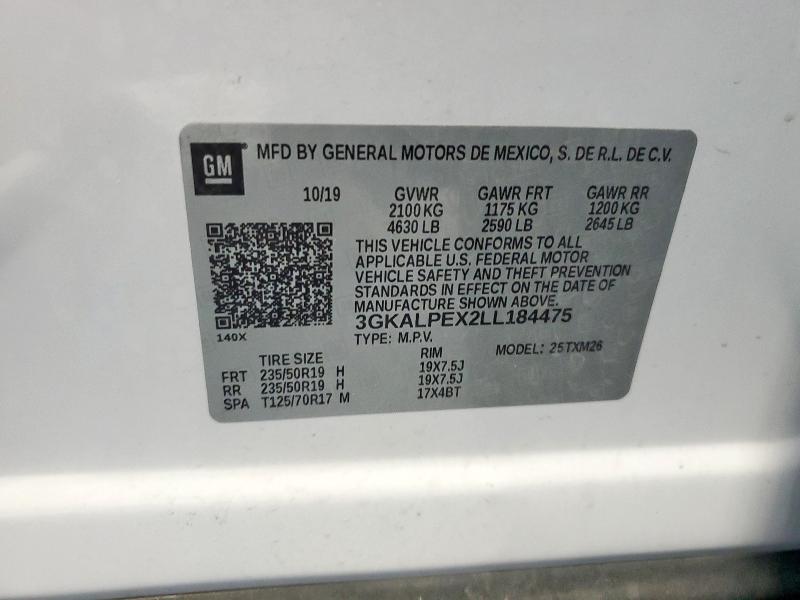 GM MFD BY GENERAL MOTORS DE MEXICO, S. DE R.L. DE C.V.
10/19 GVWR GAWR FRT GAWR RR
2100 KG 1175 KG 1200 KG
4630 LB 2590 LB 2645 LB
THIS VEHICLE CONFORMS TO ALL
APPLICABLE U.S. FEDERAL MOTOR
VEHICLE SAFETY AND THEFT PREVENTION
STANDARDS IN EFFECT ON THE DATE OF
MANUFACTURE SHOWN ABOVE.
3GKALPEX2LL184475
140X TYPE: M.P.V. MODEL: 25TXM26
TIRE SIZE RIM
FRT 235/50R19 H 19X7.5J
RR 235/50R19 H 19X7.5J
SPA T125/70R17 M 17X4BT